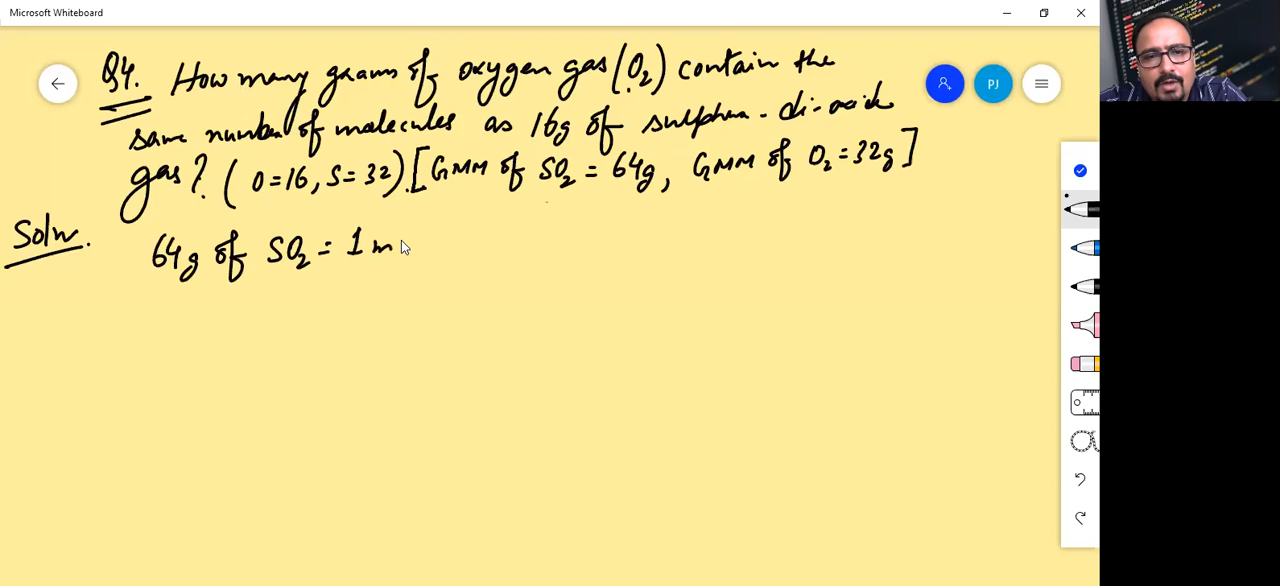 Microsoft Whiteboard
Q4. How many grams of oxygen gas (O₂) contain the
same number of molecules as 16g of sulphur-di-oxide
gas? (O=16, S=32). [GMM of SO₂ = 64g, GMM of O₂ = 32g]
PJ
Soln.
64g of SO₂ = 1 m